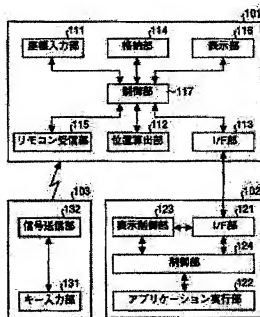 101
111 114 116
座標入力部 格納部 表示部
制御部 117
115 112 113
リモコン受信部 位置算出部 I/F部
103 102
132 123 121
信号送信部 表示制御部 I/F部
124
131 制御部
キー入力部 122
アプリケーション実行部